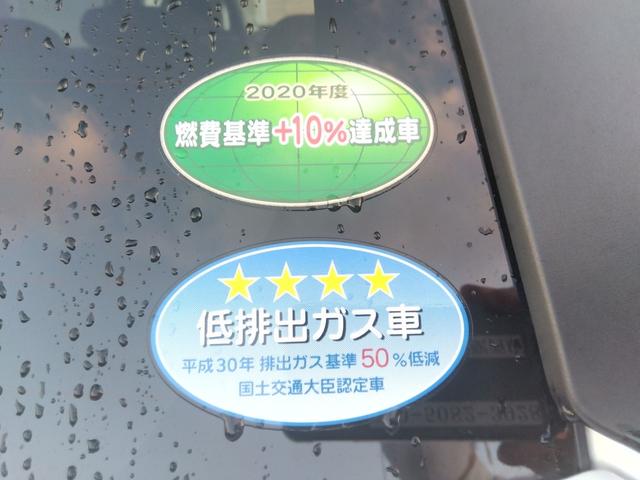 2020年度
燃費基準+10%達成車
★★★★
低排出ガス車
平成30年 排出ガス基準 50%低減
国土交通大臣認定車